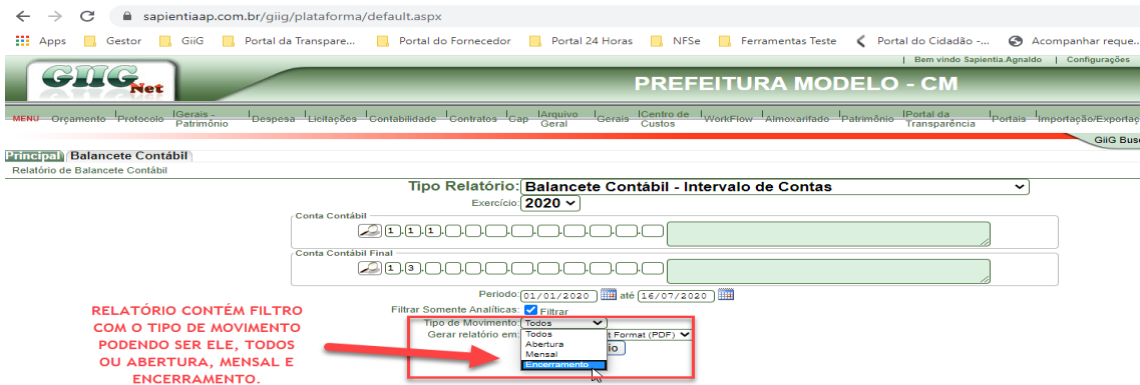 sapientiaap.com.br/giig/plataforma/default.aspx
Apps Gestor GiiG Portal da Transpare... Portal do Fornecedor Portal 24 Horas NFSe Ferramentas Teste Portal do Cidadão -... Acompanhar reque...
| Bem vindo Sapientia.Agnaldo | Configurações
GIIG Net
PREFEITURA MODELO - CM
MENU Orçamento Protocolo Gerais - Patrimônio Despesa Licitações Contabilidade Contratos Cap Arquivo Geral Gerais Centro de Custos WorkFlow Almoxarifado Patrimônio Portal da Transparência Portais Importação/Exportaç
GiiG Bus
Principal Balancete Contábil
Relatório de Balancete Contábil
Tipo Relatório: Balancete Contábil - Intervalo de Contas
Exercício: 2020
Conta Contábil
1.1.1
Conta Contábil Final
1.3
Periodo: 01/01/2020 até 16/07/2020
Filtrar Somente Analíticas: Filtrar
Tipo de Movimento: Todos
Gerar relatório em: t Format (PDF)
Todos
Abertura
Mensal
Encerramento
io
RELATÓRIO CONTÉM FILTRO
COM O TIPO DE MOVIMENTO
PODENDO SER ELE, TODOS
OU ABERTURA, MENSAL E
ENCERRAMENTO.